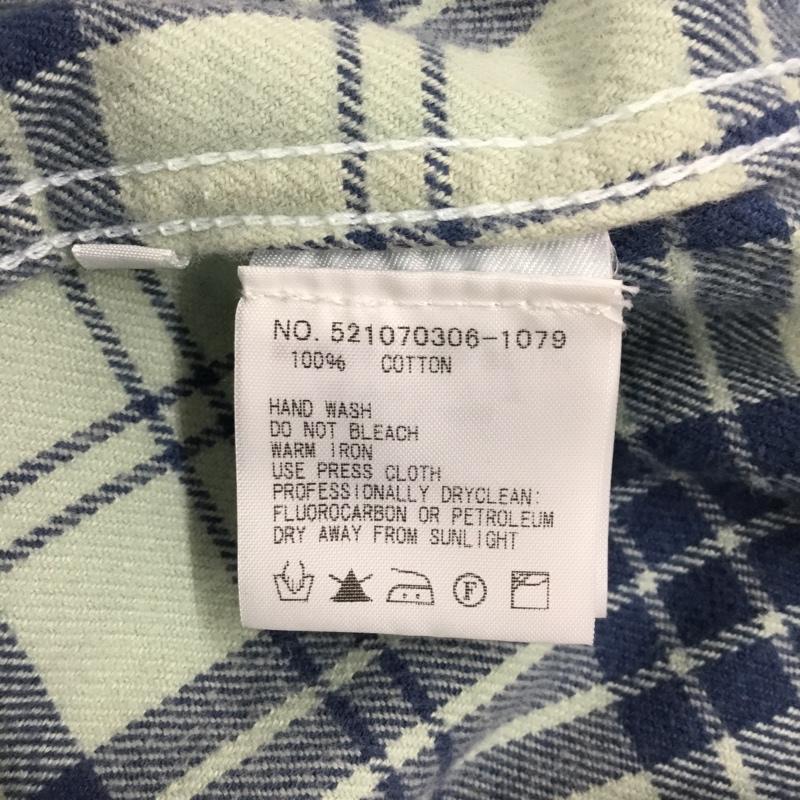 NO. 521070306-1079
100% COTTON
HAND WASH
DO NOT BLEACH
WARM IRON
USE PRESS CLOTH
PROFESSIONALLY DRYCLEAN:
FLUOROCARBON OR PETROLEUM
DRY AWAY FROM SUNLIGHT
F